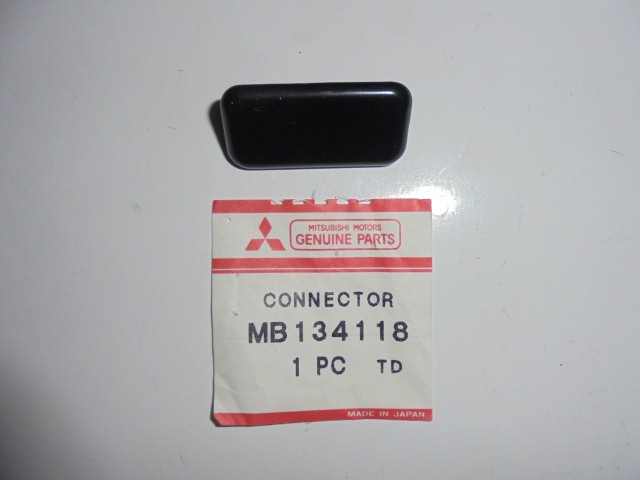 MITSUBISHI MOTORS
GENUINE PARTS
CONNECTOR
MB134118
1 PC TD
MADE IN JAPAN